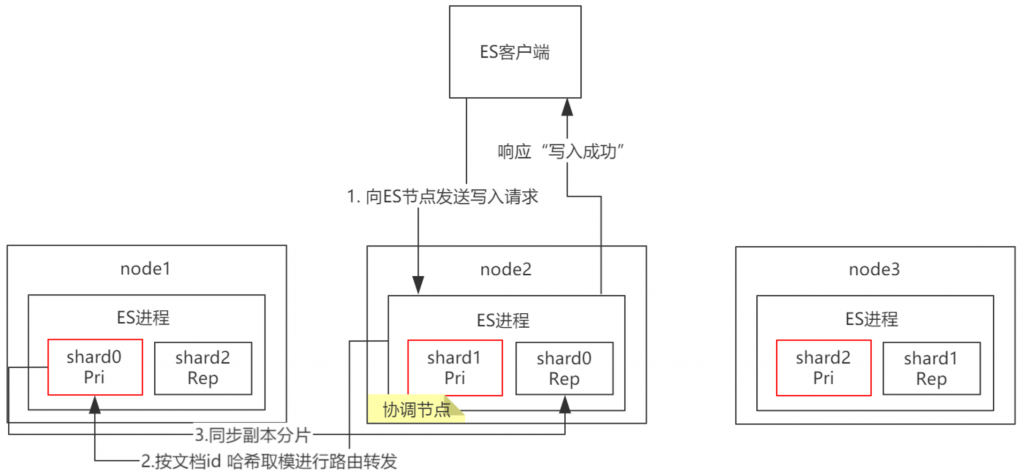 ES客户端
响应“写入成功”
1. 向ES节点发送写入请求
node1
ES进程
shard0
Pri
shard2
Rep
node2
ES进程
shard1
Pri
shard0
Rep
协调节点
node3
ES进程
shard2
Pri
shard1
Rep
3.同步副本分片
2.按文档id 哈希取模进行路由转发